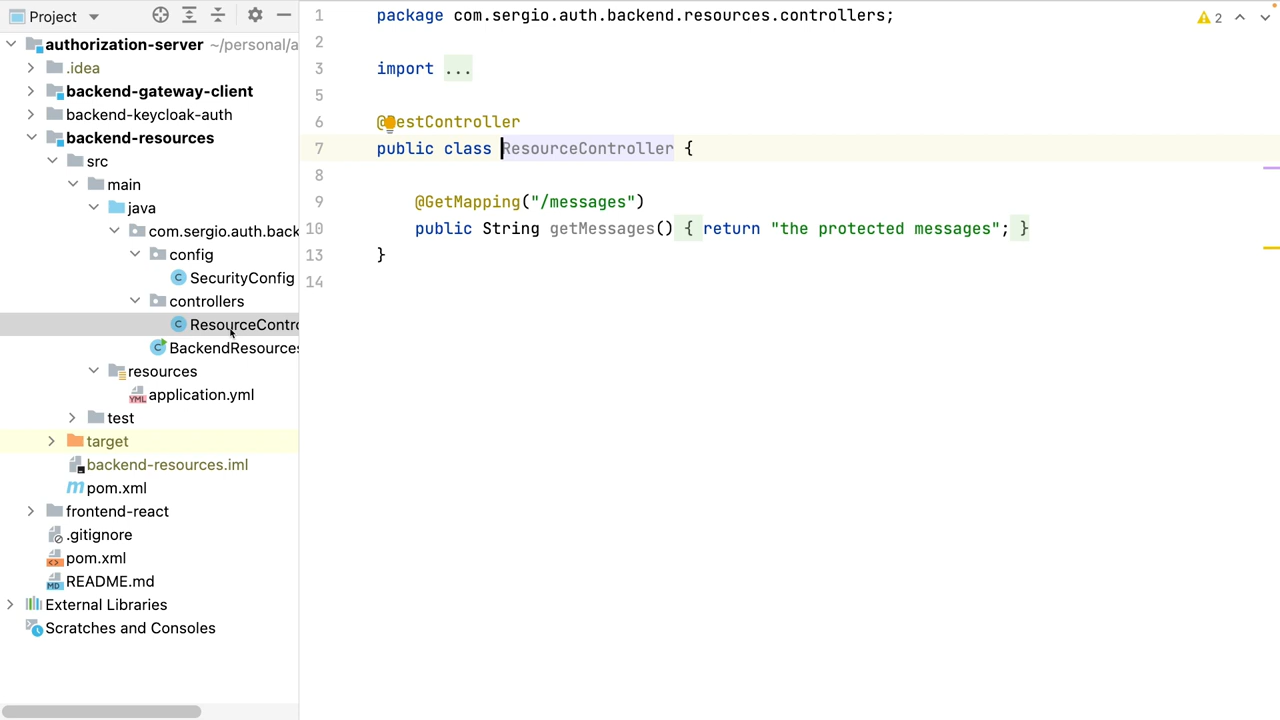 Project
authorization-server ~/personal/a
.idea
backend-gateway-client
backend-keycloak-auth
backend-resources
src
main
java
com.sergio.auth.back
config
SecurityConfig
controllers
ResourceContro
BackendResources
resources
YML application.yml
test
target
backend-resources.iml
m pom.xml
frontend-react
.gitignore
pom.xml
MD README.md
External Libraries
Scratches and Consoles
1 package com.sergio.auth.backend.resources.controllers;
2
3 import ...
5
6 @RestController
7 public class ResourceController {
8
9 @GetMapping("/messages")
10 public String getMessages() { return "the protected messages"; }
13 }
14
2